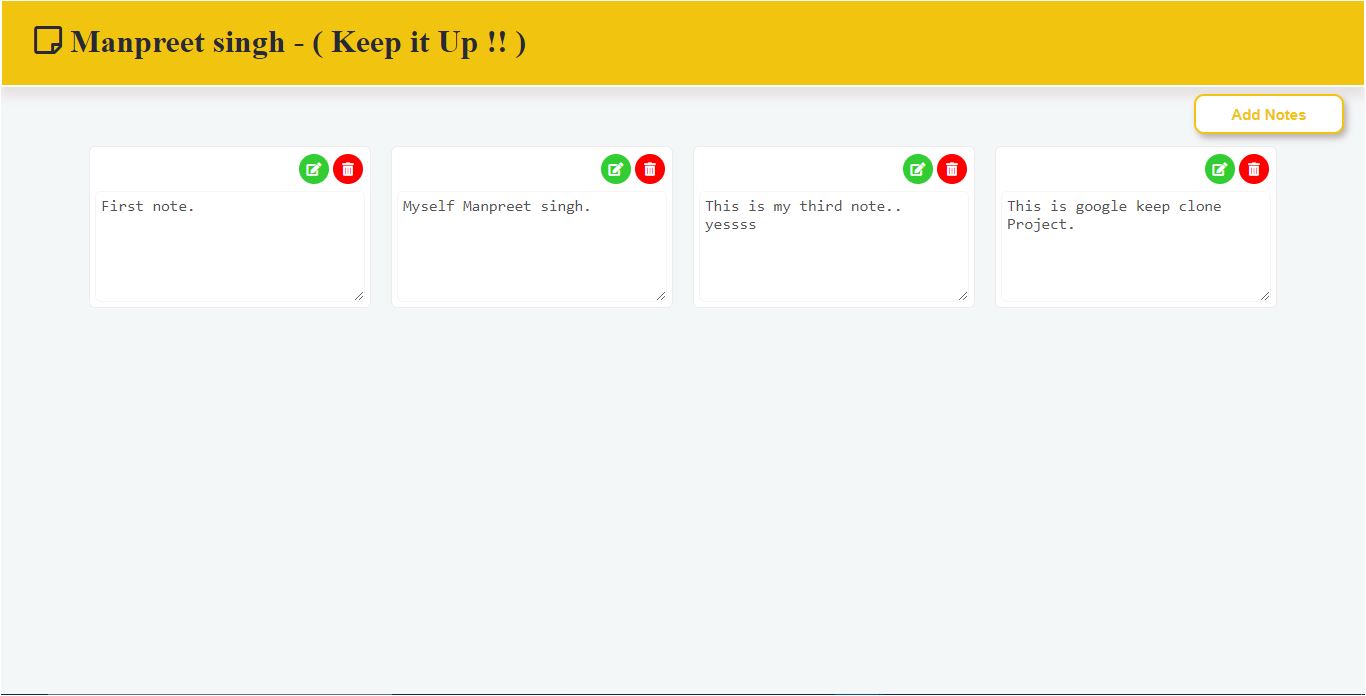 Manpreet singh - ( Keep it Up !! )
Add Notes
First note.
Myself Manpreet singh.
This is my third note..
yessss
This is google keep clone
Project.